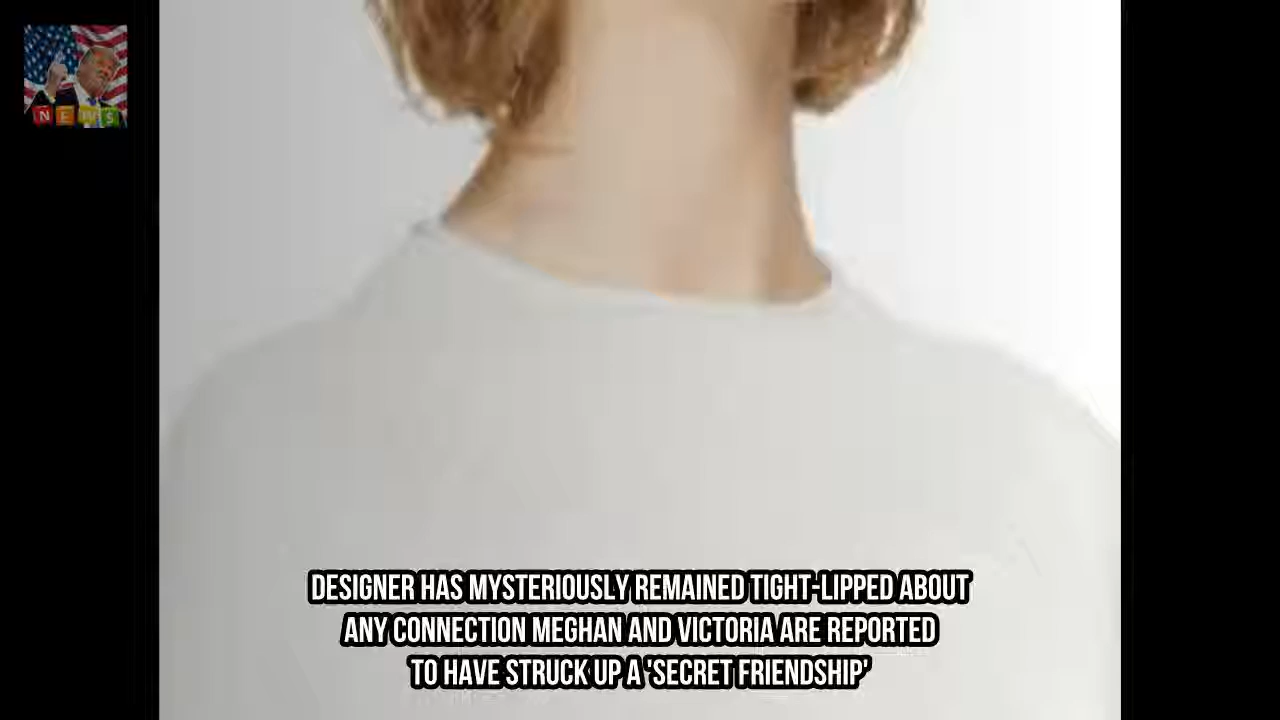 NEWS
DESIGNER HAS MYSTERIOUSLY REMAINED TIGHT-LIPPED ABOUT
ANY CONNECTION MEGHAN AND VICTORIA ARE REPORTED
TO HAVE STRUCK UP A 'SECRET FRIENDSHIP'